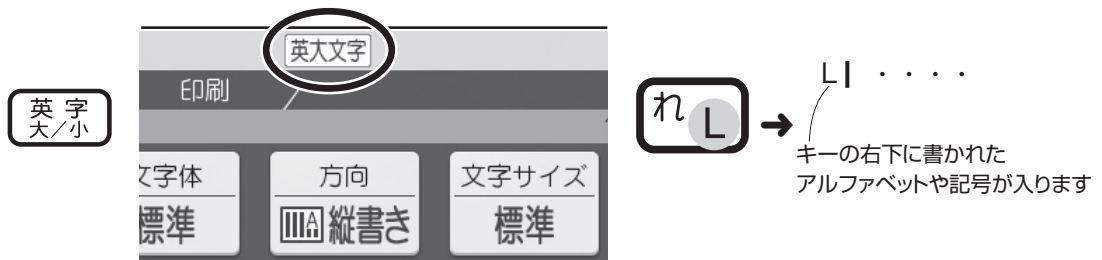 英字
大/小
英大文字
印刷
文字体
標準
方向
縦書き
文字サイズ
標準
れ L
→
L| ・・・・
キーの右下に書かれた
アルファベットや記号が入ります